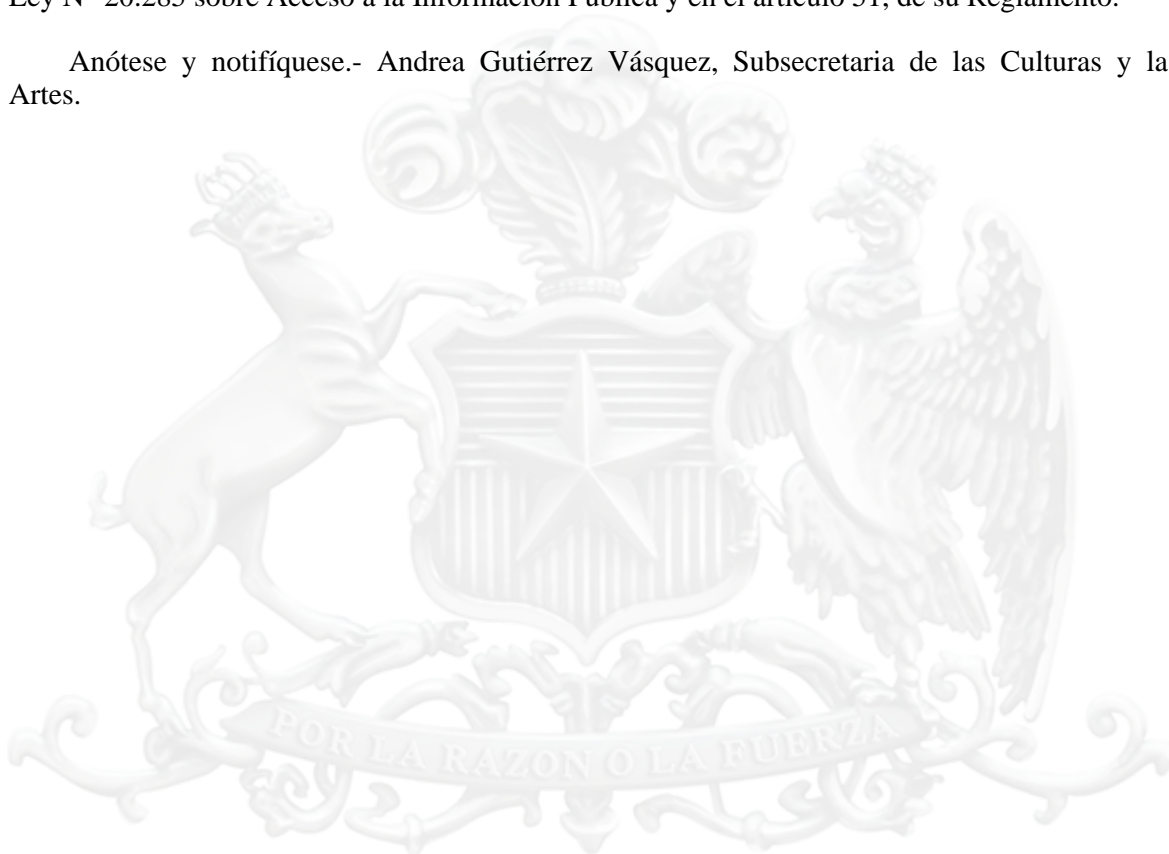 Ley N° 20.285 sobre Acceso a la Información Pública y en el artículo 51, de su Reglamento.
Anótese y notifíquese.- Andrea Gutiérrez Vásquez, Subsecretaria de las Culturas y la
Artes.
POR LA RAZON O LA FUERZA